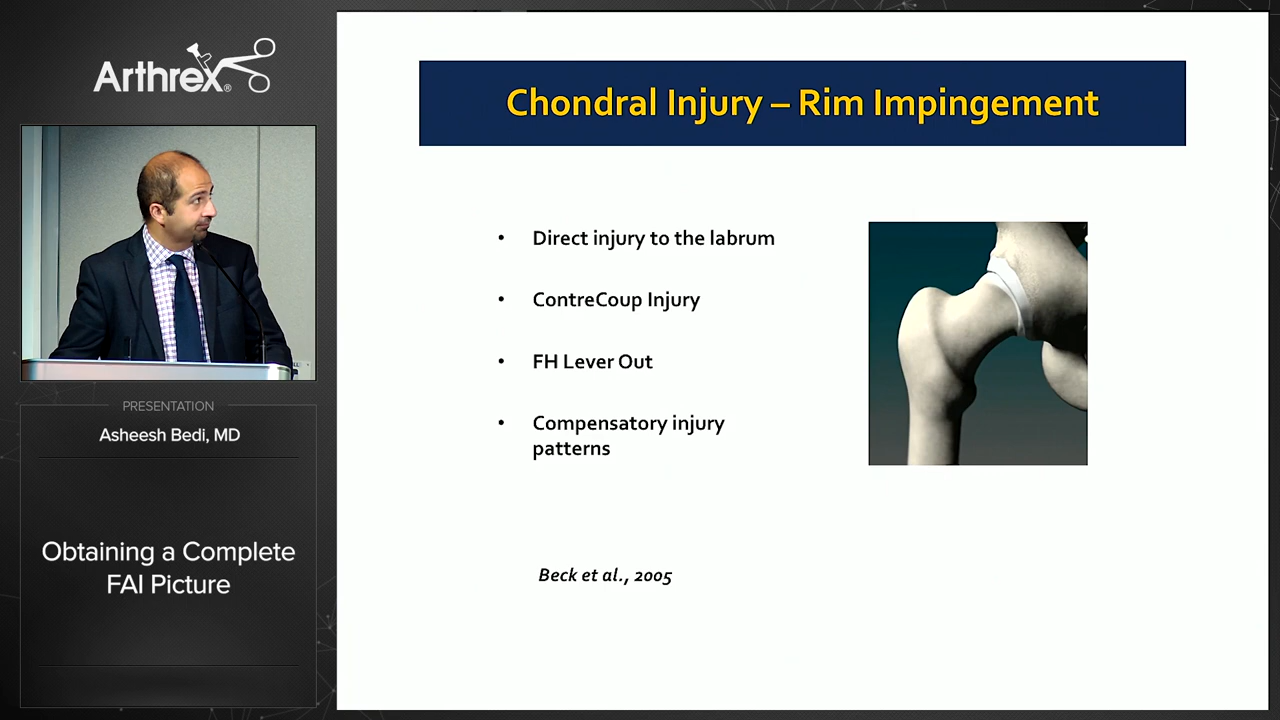 Arthrex®
PRESENTATION
Asheesh Bedi, MD
Obtaining a Complete
FAI Picture
Chondral Injury – Rim Impingement
• Direct injury to the labrum
• ContreCoup Injury
• FH Lever Out
• Compensatory injury
patterns
Beck et al., 2005